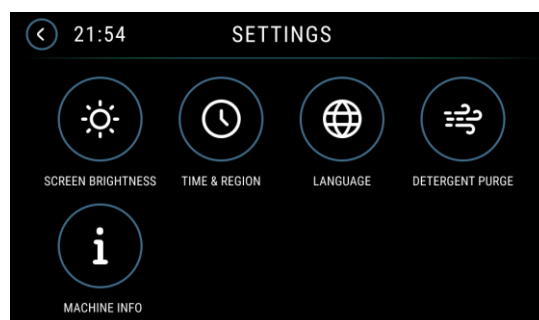 21:54 SETTINGS
SCREEN BRIGHTNESS TIME & REGION LANGUAGE DETERGENT PURGE
MACHINE INFO